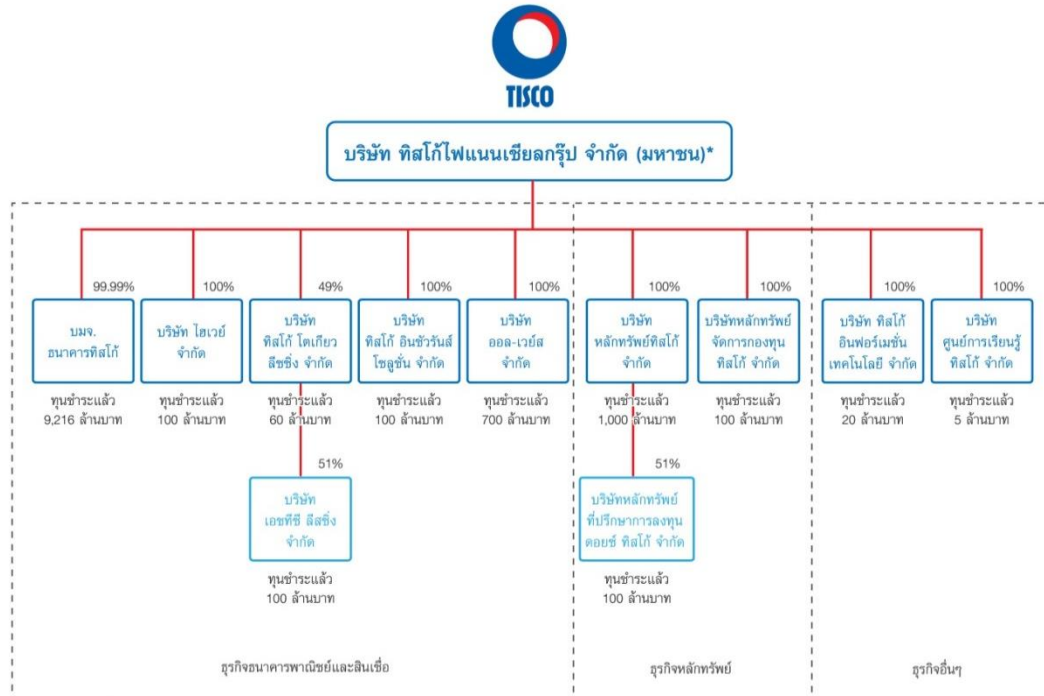 TISCO
บริษัท ทิสโก้ไฟแนนเชียลกรุ๊ป จำกัด (มหาชน)*
99.99%
บมจ.
ธนาคารทิสโก้
ทุนชำระแล้ว
9,216 ล้านบาท
100%
บริษัท ไฮเวย์
จำกัด
ทุนชำระแล้ว
100 ล้านบาท
49%
บริษัท
ทิสโก้ โตเกียว
ลีซซิ่ง จำกัด
ทุนชำระแล้ว
60 ล้านบาท
51%
บริษัท
เอชทีซี ลีสซิ่ง
จำกัด
ทุนชำระแล้ว
100 ล้านบาท
100%
บริษัท
ทิสโก้ อินชัวรันส์
โซลูชั่น จำกัด
ทุนชำระแล้ว
100 ล้านบาท
100%
บริษัท
ออล-เวย์ส
จำกัด
ทุนชำระแล้ว
700 ล้านบาท
100%
บริษัท
หลักทรัพย์ทิสโก้
จำกัด
ทุนชำระแล้ว
1,000 ล้านบาท
51%
บริษัทหลักทรัพย์
ที่ปรึกษาการลงทุน
ดอยซ์ ทิสโก้ จำกัด
ทุนชำระแล้ว
100 ล้านบาท
100%
บริษัทหลักทรัพย์
จัดการกองทุน
ทิสโก้ จำกัด
ทุนชำระแล้ว
100 ล้านบาท
100%
บริษัท ทิสโก้
อินฟอร์เมชั่น
เทคโนโลยี จำกัด
ทุนชำระแล้ว
20 ล้านบาท
100%
บริษัท
ศูนย์การเรียนรู้
ทิสโก้ จำกัด
ทุนชำระแล้ว
5 ล้านบาท
ธุรกิจธนาคารพาณิชย์และสินเชื่อ
ธุรกิจหลักทรัพย์
ธุรกิจอื่นๆ